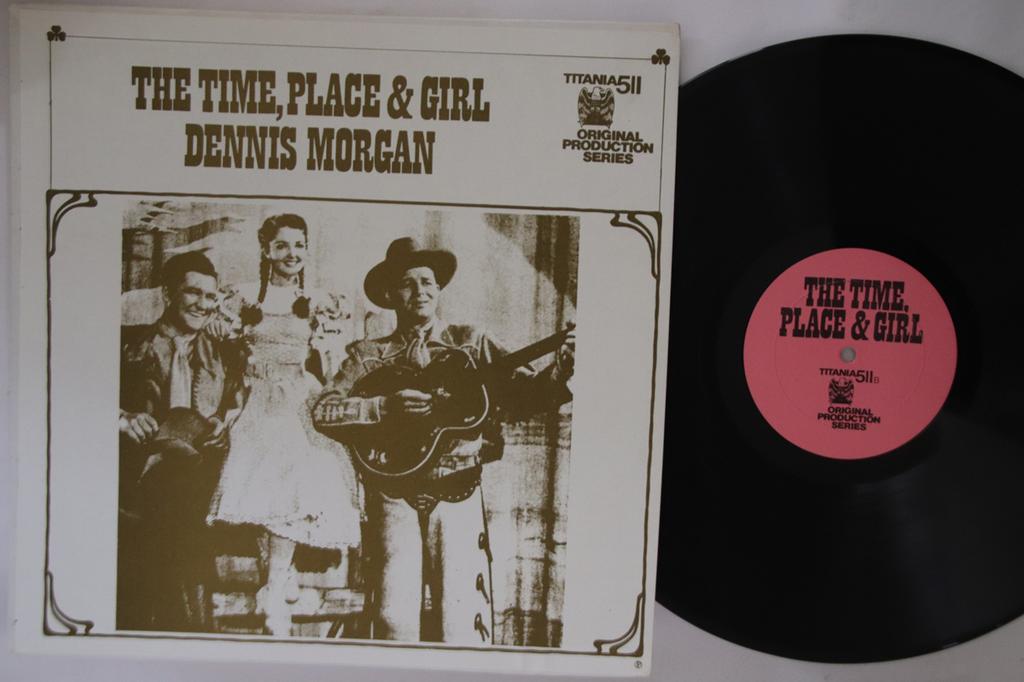 THE TIME, PLACE & GIRL
DENNIS MORGAN
TITANIA 511
ORIGINAL
PRODUCTION
SERIES
THE TIME,
PLACE & GIRL
TITANIA 511 B
ORIGINAL
PRODUCTION
SERIES